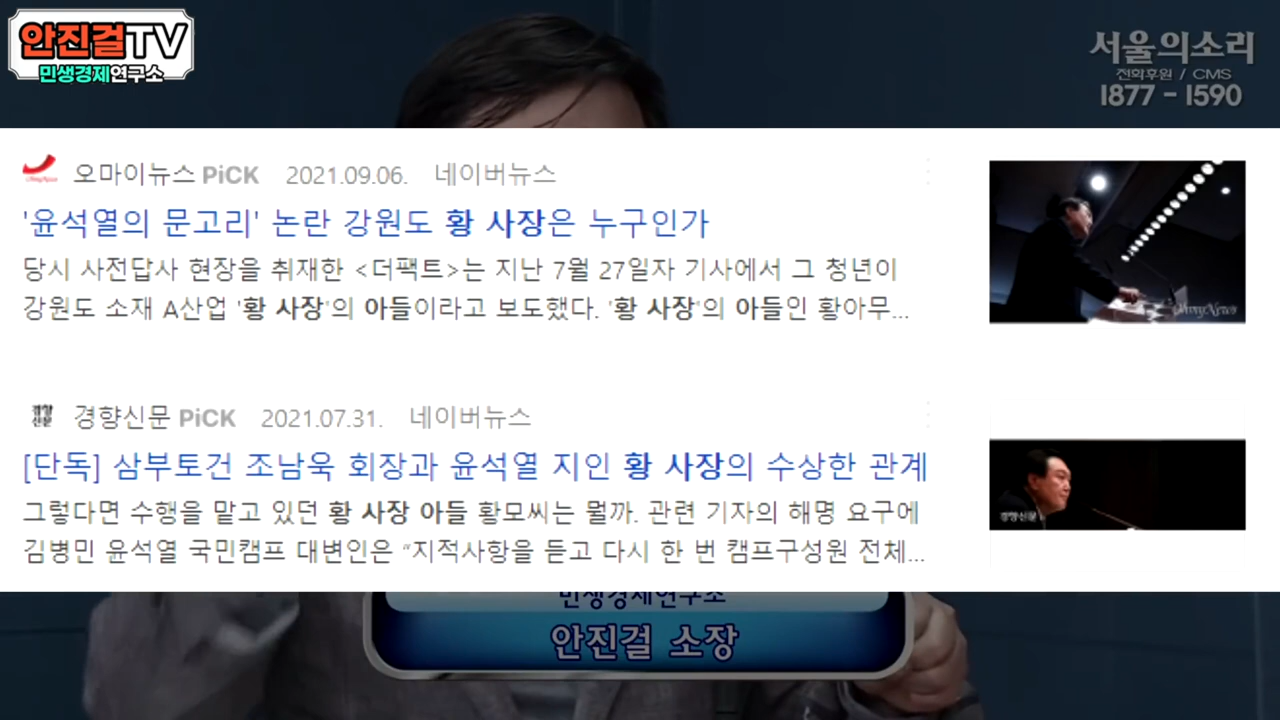 안진걸TV
민생경제연구소
서울의소리
전화후원 / CMS
1877 - 1590
오마이뉴스 PiCK 2021.09.06. 네이버뉴스
'윤석열의 문고리' 논란 강원도 황 사장은 누구인가
당시 사전답사 현장을 취재한 <더팩트>는 지난 7월 27일자 기사에서 그 청년이
강원도 소재 A산업 '황 사장'의 아들이라고 보도했다. '황 사장'의 아들인 황아무...
경향신문 PiCK 2021.07.31. 네이버뉴스
[단독] 삼부토건 조남욱 회장과 윤석열 지인 황 사장의 수상한 관계
그렇다면 수행을 맡고 있던 황 사장 아들 황모씨는 뭘까. 관련 기자의 해명 요구에
김병민 윤석열 국민캠프 대변인은 “지적사항을 듣고 다시 한 번 캠프구성원 전체...
경향신문
민생경제연구소
안진걸 소장